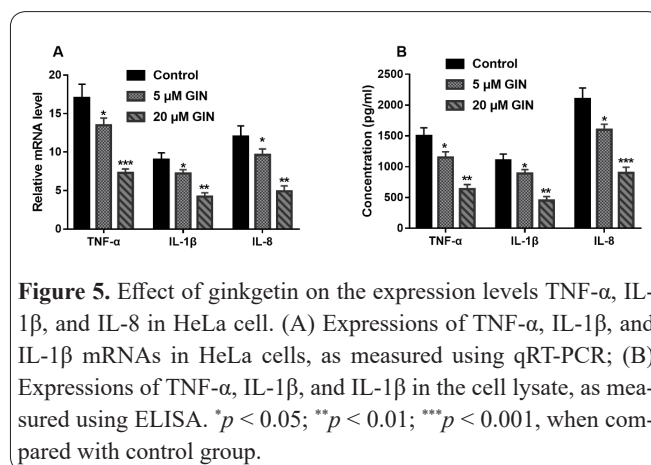 A
Control
5 μM GIN
20 μM GIN
Relative mRNA level
20
15
10
5
0
* *** * ** * **
TNF-α IL-1β IL-8
B
Control
5 μM GIN
20 μM GIN
Concentration (pg/ml)
2500
2000
1500
1000
500
0
* ** * ** * ***
TNF-α IL-1β IL-8
Figure 5. Effect of ginkgetin on the expression levels TNF-α, IL-
1β, and IL-8 in HeLa cell. (A) Expressions of TNF-α, IL-1β, and
IL-1β mRNAs in HeLa cells, as measured using qRT-PCR; (B)
Expressions of TNF-α, IL-1β, and IL-1β in the cell lysate, as mea-
sured using ELISA. *p < 0.05; **p < 0.01; ***p < 0.001, when com-
pared with control group.